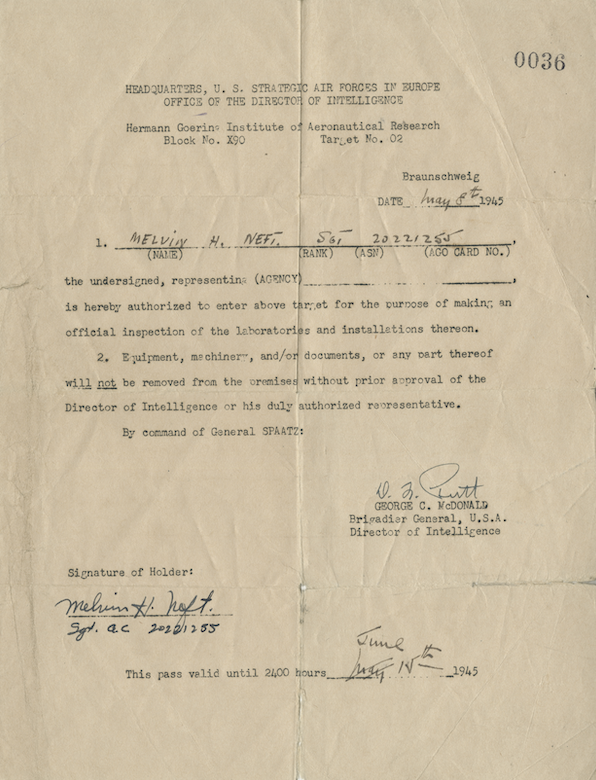 0036
HEADQUARTERS, U. S. STRATEGIC AIR FORCES IN EUROPE
OFFICE OF THE DIRECTOR OF INTELLIGENCE
Hermann Goering Institute of Aeronautical Research
Block No. X90 Target No. 02
Braunschweig
DATE May 8th 1945
1. MELVIN H. NEFT. SGT 20221255,
(NAME) (RANK) (ASN) (AGO CARD NO.)
the undersigned, representing (AGENCY),
is hereby authorized to enter above target for the purpose of making an
official inspection of the laboratories and installations thereon.
2. Equipment, machinery, and/or documents, or any part thereof
will not be removed from the premises without prior approval of the
Director of Intelligence or his duly authorized representative.
By command of General SPAATZ:
D. L. Putt
GEORGE C. McDONALD
Brigadier General, U.S.A.
Director of Intelligence
Signature of Holder:
Melvin H. Neft.
Sgt. A.C 20221255
June
This pass valid until 2400 hours May 15th 1945